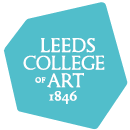 LEEDS
COLLEGE
OF ART
1846